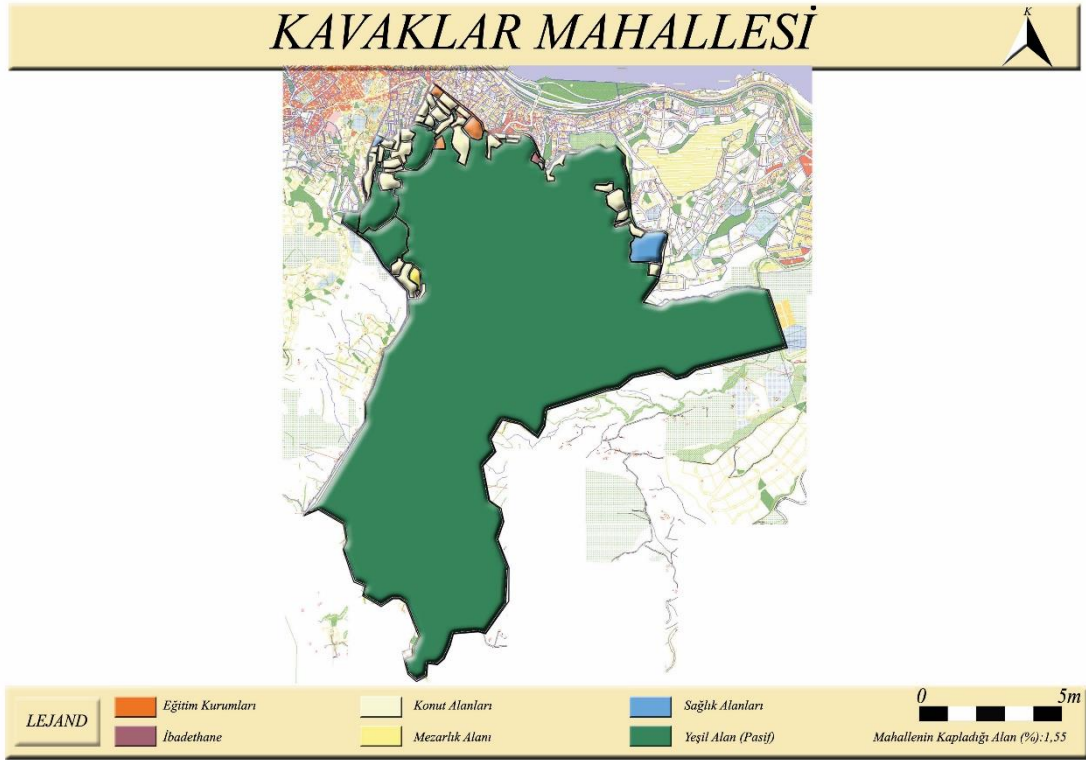 KAVAKLAR MAHALLESİ
K
LEJAND
Eğitim Kurumları
İbadethane
Konut Alanları
Mezarlık Alanı
Sağlık Alanları
Yeşil Alan (Pasif)
0 5m
Mahallenin Kapladığı Alan (%):1,55